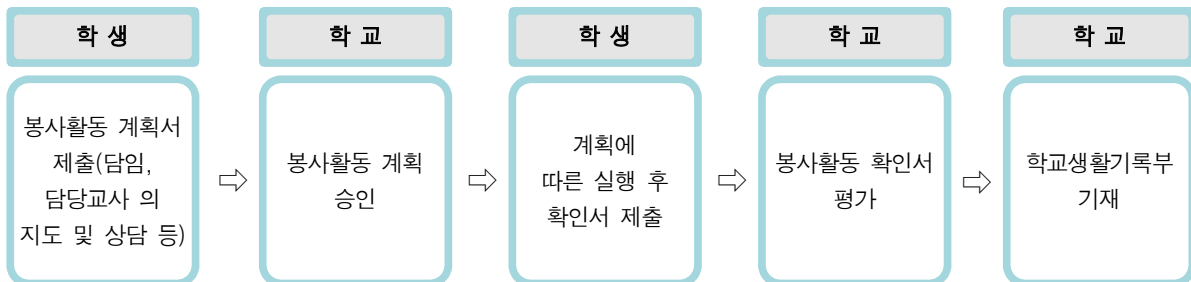 학 생
봉사활동 계획서
제출(담임,
담당교사 의
지도 및 상담 등)
⇨
학 교
봉사활동 계획
승인
⇨
학 생
계획에
따른 실행 후
확인서 제출
⇨
학 교
봉사활동 확인서
평가
⇨
학 교
학교생활기록부
기재